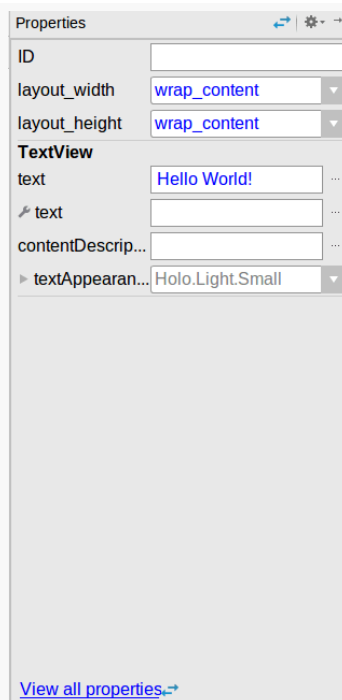 Properties
ID
layout_width wrap_content
layout_height wrap_content
TextView
text Hello World!
text
contentDescrip...
textAppearan... Holo.Light.Small
View all properties